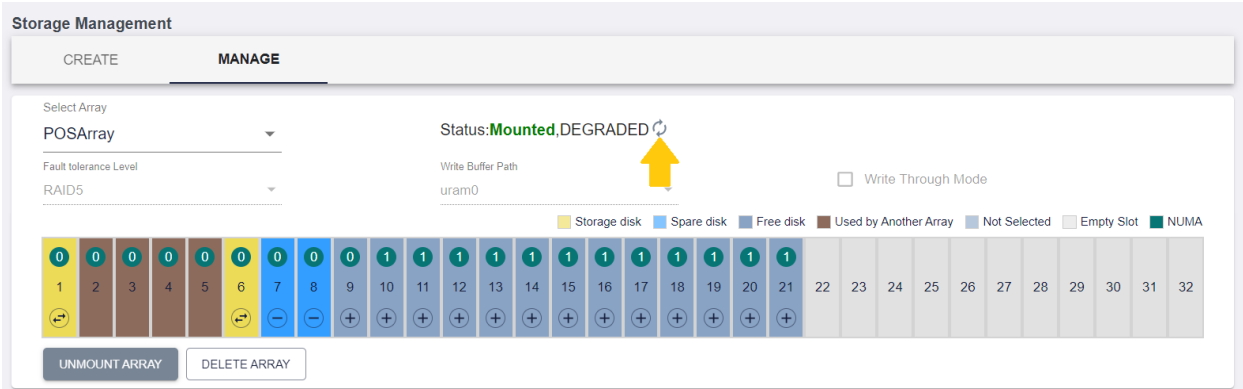 Storage Management
CREATE MANAGE
Select Array
POSArray
Status:Mounted,DEGRADED
Fault tolerance Level
RAID5
Write Buffer Path
uram0
Write Through Mode
Storage disk Spare disk Free disk Used by Another Array Not Selected Empty Slot NUMA
0 0 0 0 0 0 0 0 0 1 1 1 1 1 1 1 1 1 1 1 1
1 2 3 4 5 6 7 8 9 10 11 12 13 14 15 16 17 18 19 20 21 22 23 24 25 26 27 28 29 30 31 32
UNMOUNT ARRAY DELETE ARRAY